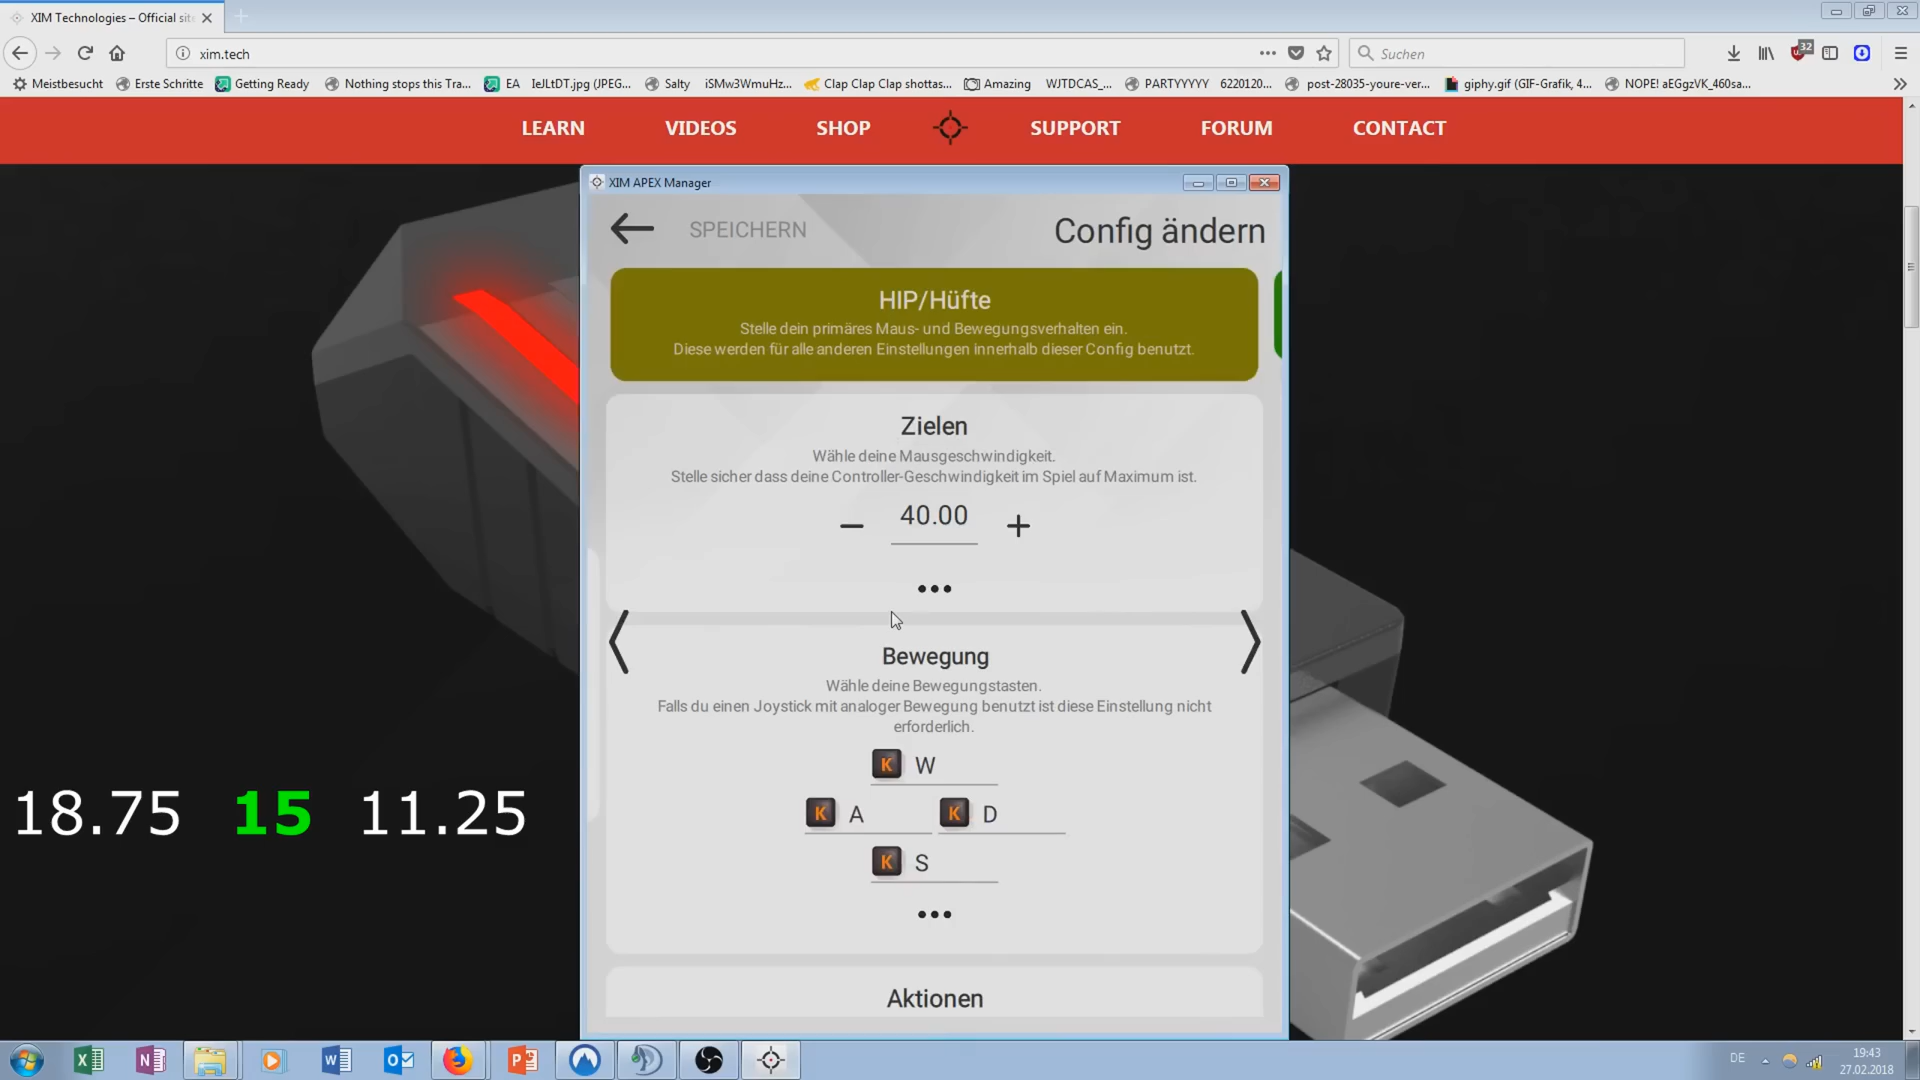 XIM Technologies – Official sit
xim.tech
Suchen
32
Meistbesucht
Erste Schritte
Getting Ready
Nothing stops this Tra...
EA
IeJLtDT.jpg (JPEG...
Salty
iSMw3WmuHz...
Clap Clap Clap shottas...
Amazing
WJTDCAS_...
PARTYYYYY
6220120...
post-28035-youre-ver...
giphy.gif (GIF-Grafik, 4...
NOPE!
aEGgzVK_460sa...
LEARN
VIDEOS
SHOP
SUPPORT
FORUM
CONTACT
XIM APEX Manager
SPEICHERN
Config ändern
HIP/Hüfte
Stelle dein primäres Maus- und Bewegungsverhalten ein.
Diese werden für alle anderen Einstellungen innerhalb dieser Config benutzt.
Zielen
Wähle deine Mausgeschwindigkeit.
Stelle sicher dass deine Controller-Geschwindigkeit im Spiel auf Maximum ist.
− 40.00 +
Bewegung
Wähle deine Bewegungstasten.
Falls du einen Joystick mit analoger Bewegung benutzt ist diese Einstellung nicht
erforderlich.
K W
K A K D
K S
18.75 15 11.25
Aktionen
DE
19:43
27.02.2018